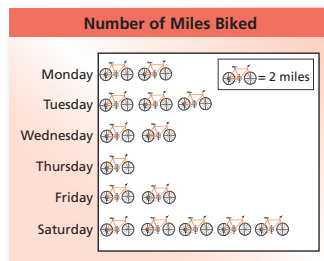 Number of Miles Biked
= 2 miles
Monday
Tuesday
Wednesday
Thursday
Friday
Saturday